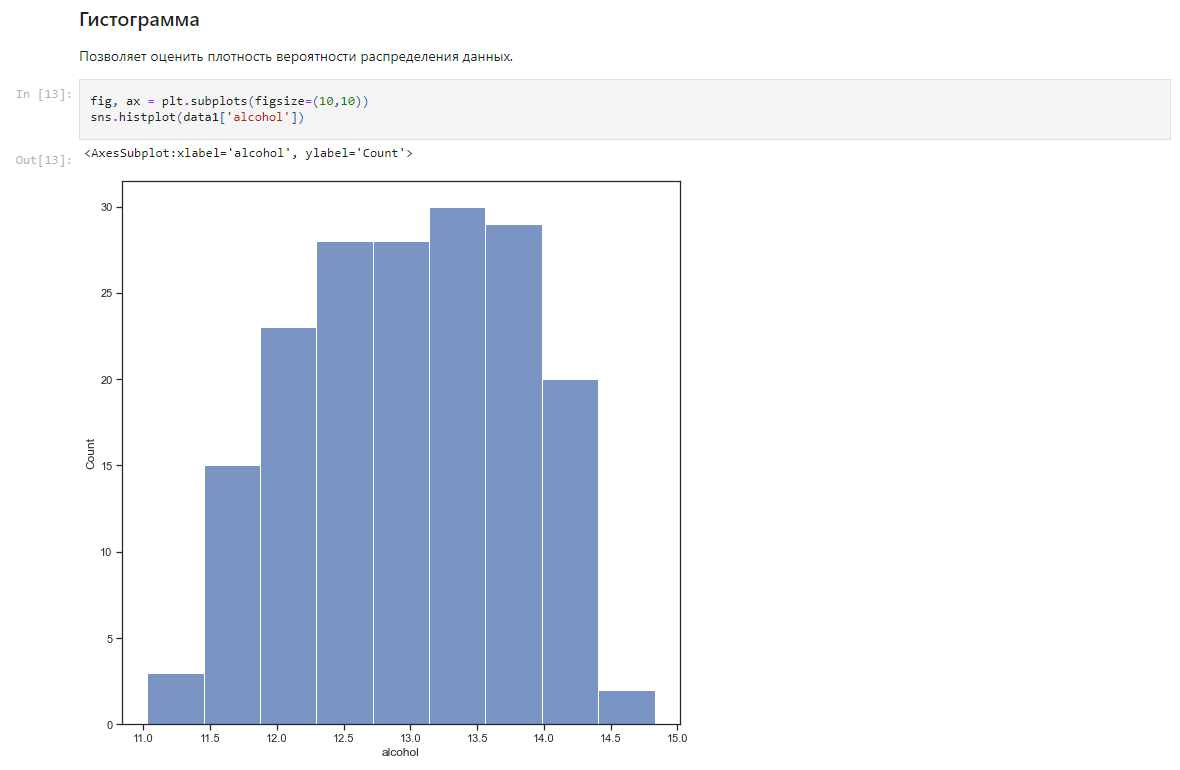 Гистограмма
Позволяет оценить плотность вероятности распределения данных.
In [13]:
fig, ax = plt.subplots(figsize=(10,10))
sns.histplot(data1['alcohol'])
Out[13]:
<AxesSubplot:xlabel='alcohol', ylabel='Count'>
30
25
20
15
10
5
0
Count
11.0 11.5 12.0 12.5 13.0 13.5 14.0 14.5 15.0
alcohol